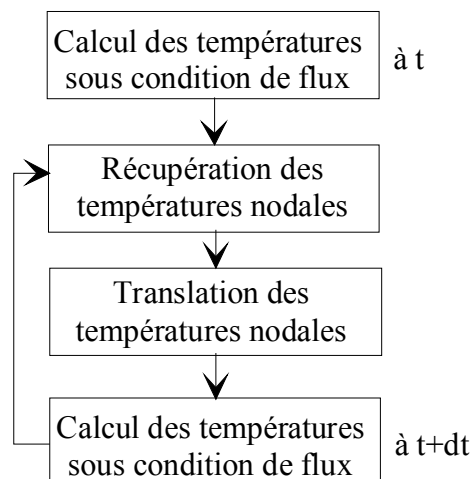 Calcul des températures
sous condition de flux
à t
Récupération des
températures nodales
Translation des
températures nodales
Calcul des températures
sous condition de flux
à t+dt